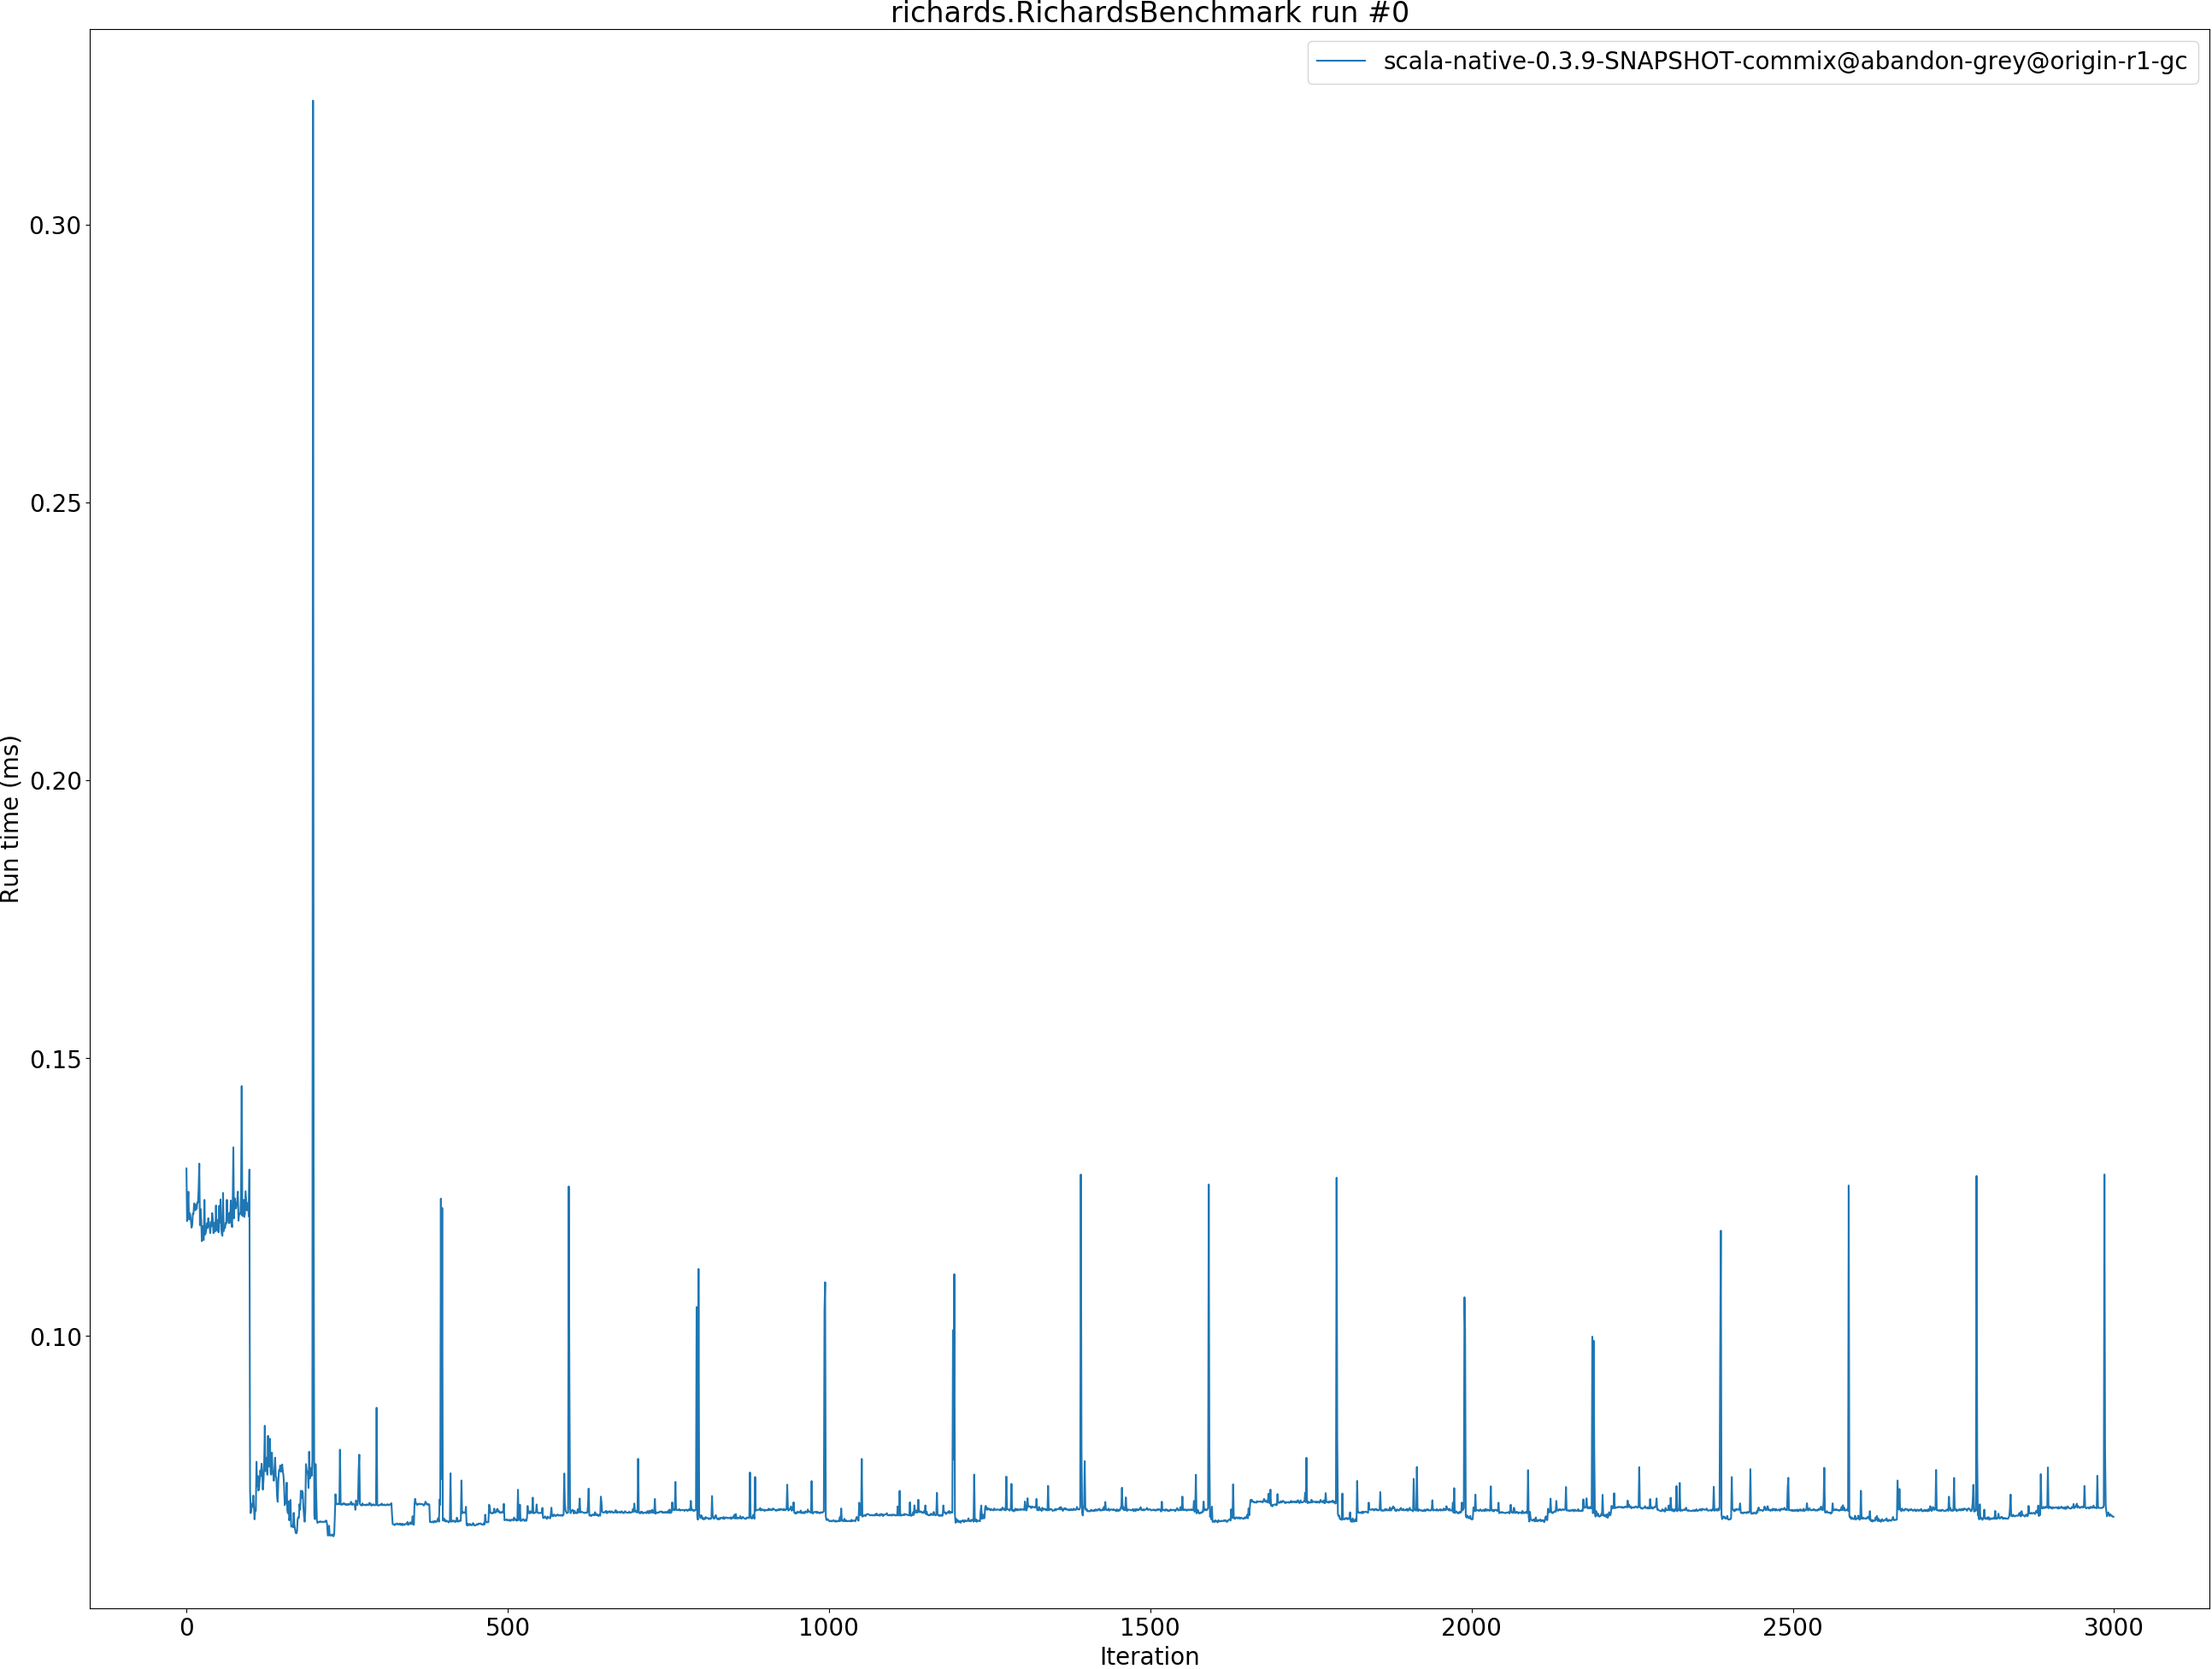 richards.RichardsBenchmark run #0
scala-native-0.3.9-SNAPSHOT-commix@abandon-grey@origin-r1-gc
Run time (ms)
0.30
0.25
0.20
0.15
0.10
0 500 1000 1500 2000 2500 3000
Iteration